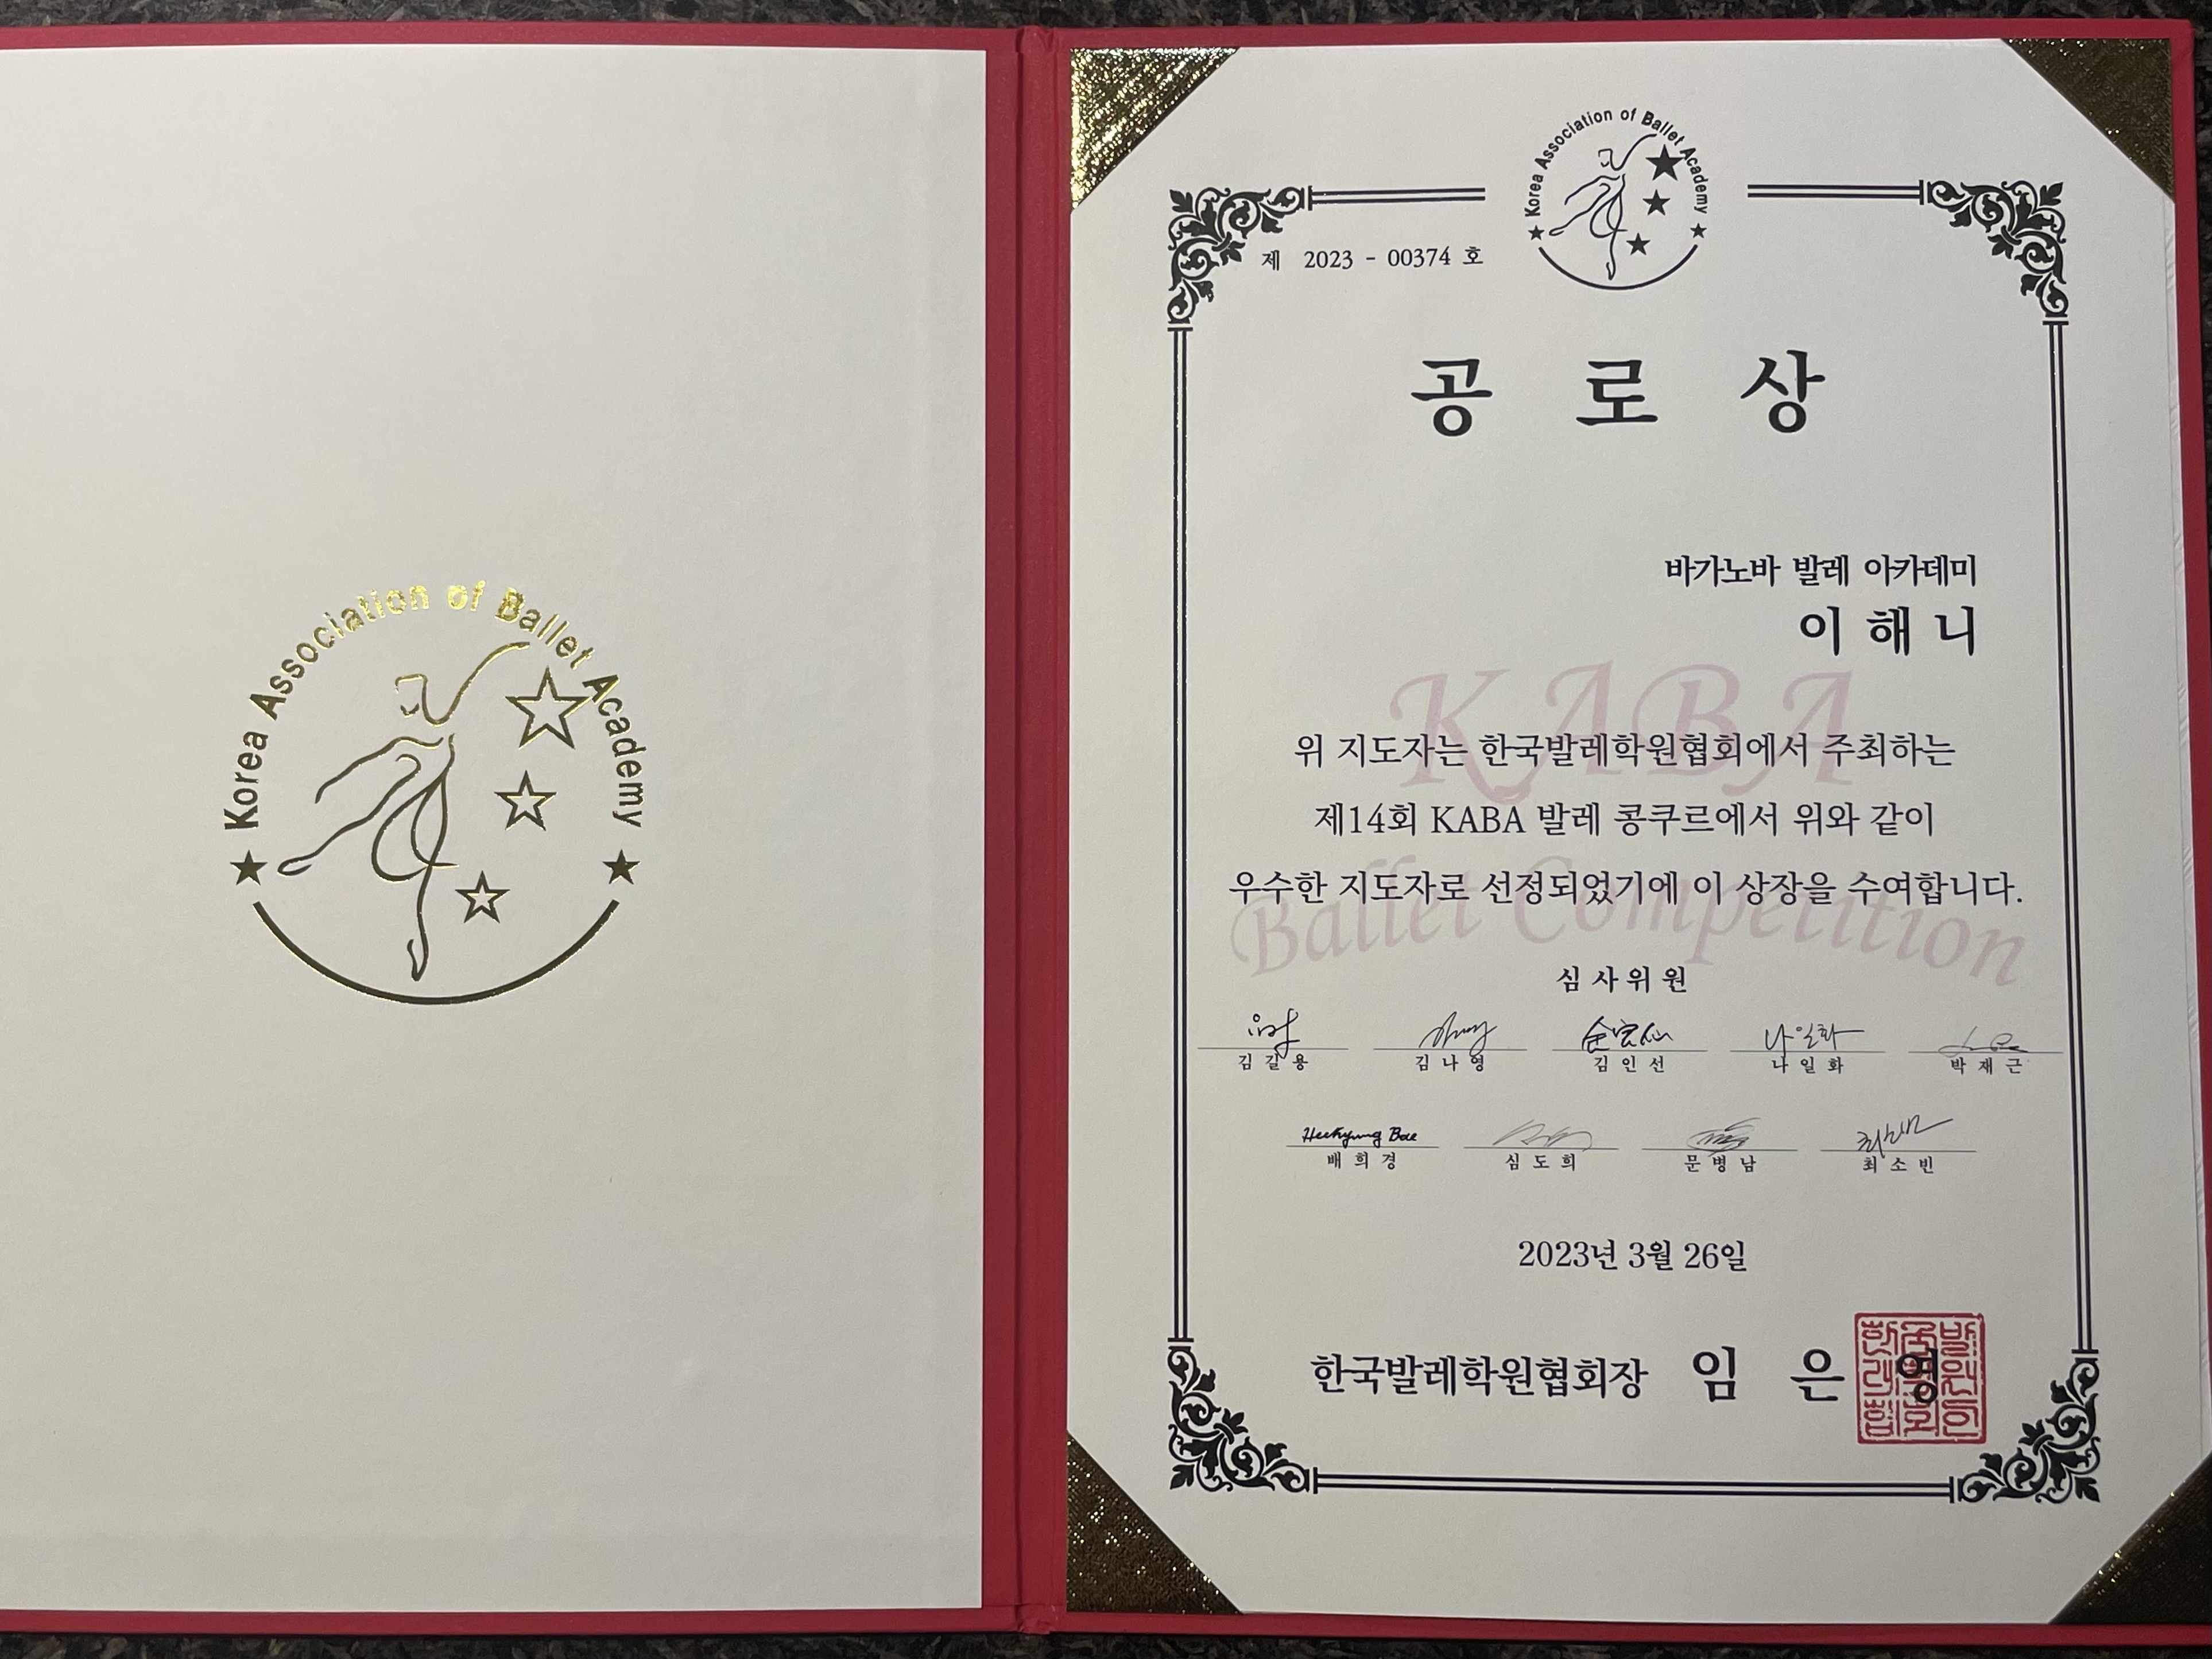 Korea Association of Ballet Academy
Korea Association of Ballet Academy
제 2023 - 00374 호
공 로 상
바가노바 발레 아카데미
이 해 니
KABA
위 지도자는 한국발레학원협회에서 주최하는
제14회 KABA 발레 콩쿠르에서 위와 같이
우수한 지도자로 선정되었기에 이 상장을 수여합니다.
Ballet Competition
심사위원
나일화
김길용 김나영 김인선 나일화 박재근
Heekyung Bae
배희경 심도희 문병남 최소빈
2023년 3월 26일
한국발레학원협회장 임 은 영